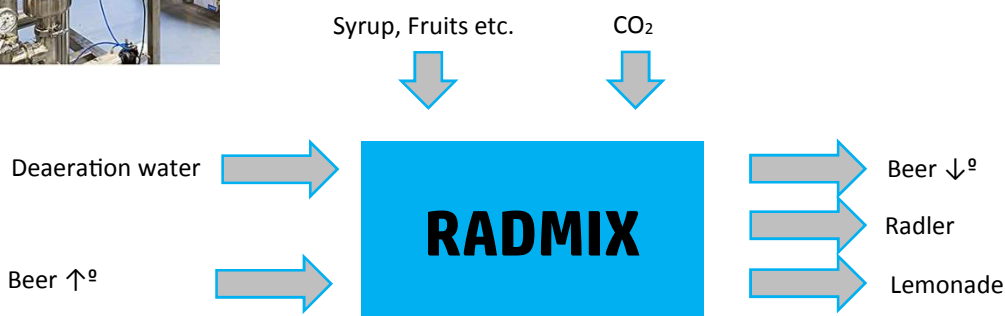 Syrup, Fruits etc.
CO₂
Deaeration water
Beer ↑º
RADMIX
Beer ↓º
Radler
Lemonade